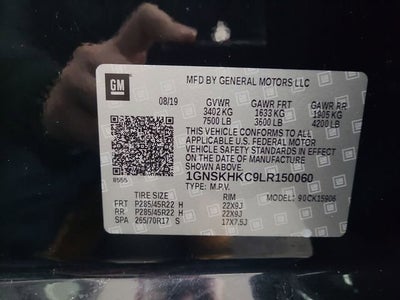 GM
MFD BY GENERAL MOTORS LLC
08/19 GVWR GAWR FRT GAWR RR
3402 KG 1633 KG 1905 KG
7500 LB 3600 LB 4200 LB
THIS VEHICLE CONFORMS TO ALL
APPLICABLE U.S. FEDERAL MOTOR
VEHICLE SAFETY STANDARDS IN EFFECT
ON THE DATE OF MANUFACTURE
SHOWN ABOVE.
1GNSKHKC9LR150060
8555 TYPE: M.P.V.
TIRE SIZE RIM MODEL: 90CK15906
FRT P285/45R22 H 22X9J
RR P285/45R22 H 22X9J
SPA 265/70R17 S 17X7.5J